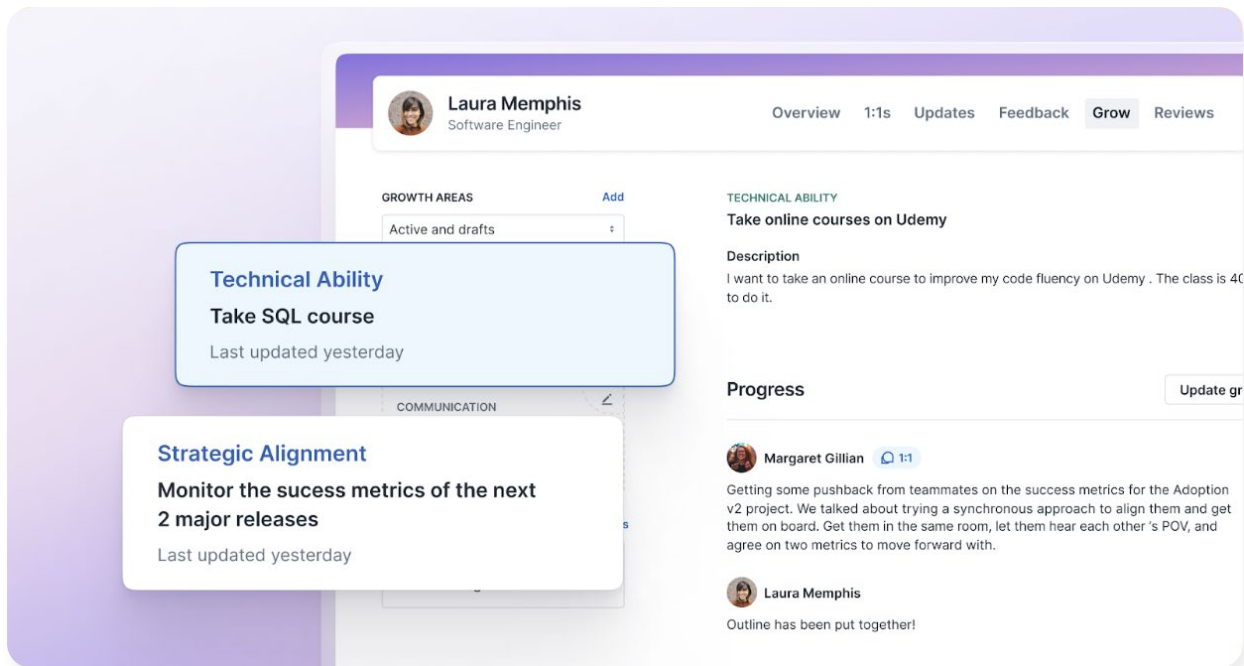 Laura Memphis
Software Engineer
Overview 1:1s Updates Feedback Grow Reviews
GROWTH AREAS Add
Active and drafts
Technical Ability
Take SQL course
Last updated yesterday
COMMUNICATION
Strategic Alignment
Monitor the sucess metrics of the next
2 major releases
Last updated yesterday
TECHNICAL ABILITY
Take online courses on Udemy
Description
I want to take an online course to improve my code fluency on Udemy . The class is 40
to do it.
Progress
Update
Margaret Gillian 1:1
Getting some pushback from teammates on the success metrics for the Adoption
v2 project. We talked about trying a synchronous approach to align them and get
them on board. Get them in the same room, let them hear each other 's POV, and
agree on two metrics to move forward with.
Laura Memphis
Outline has been put together!